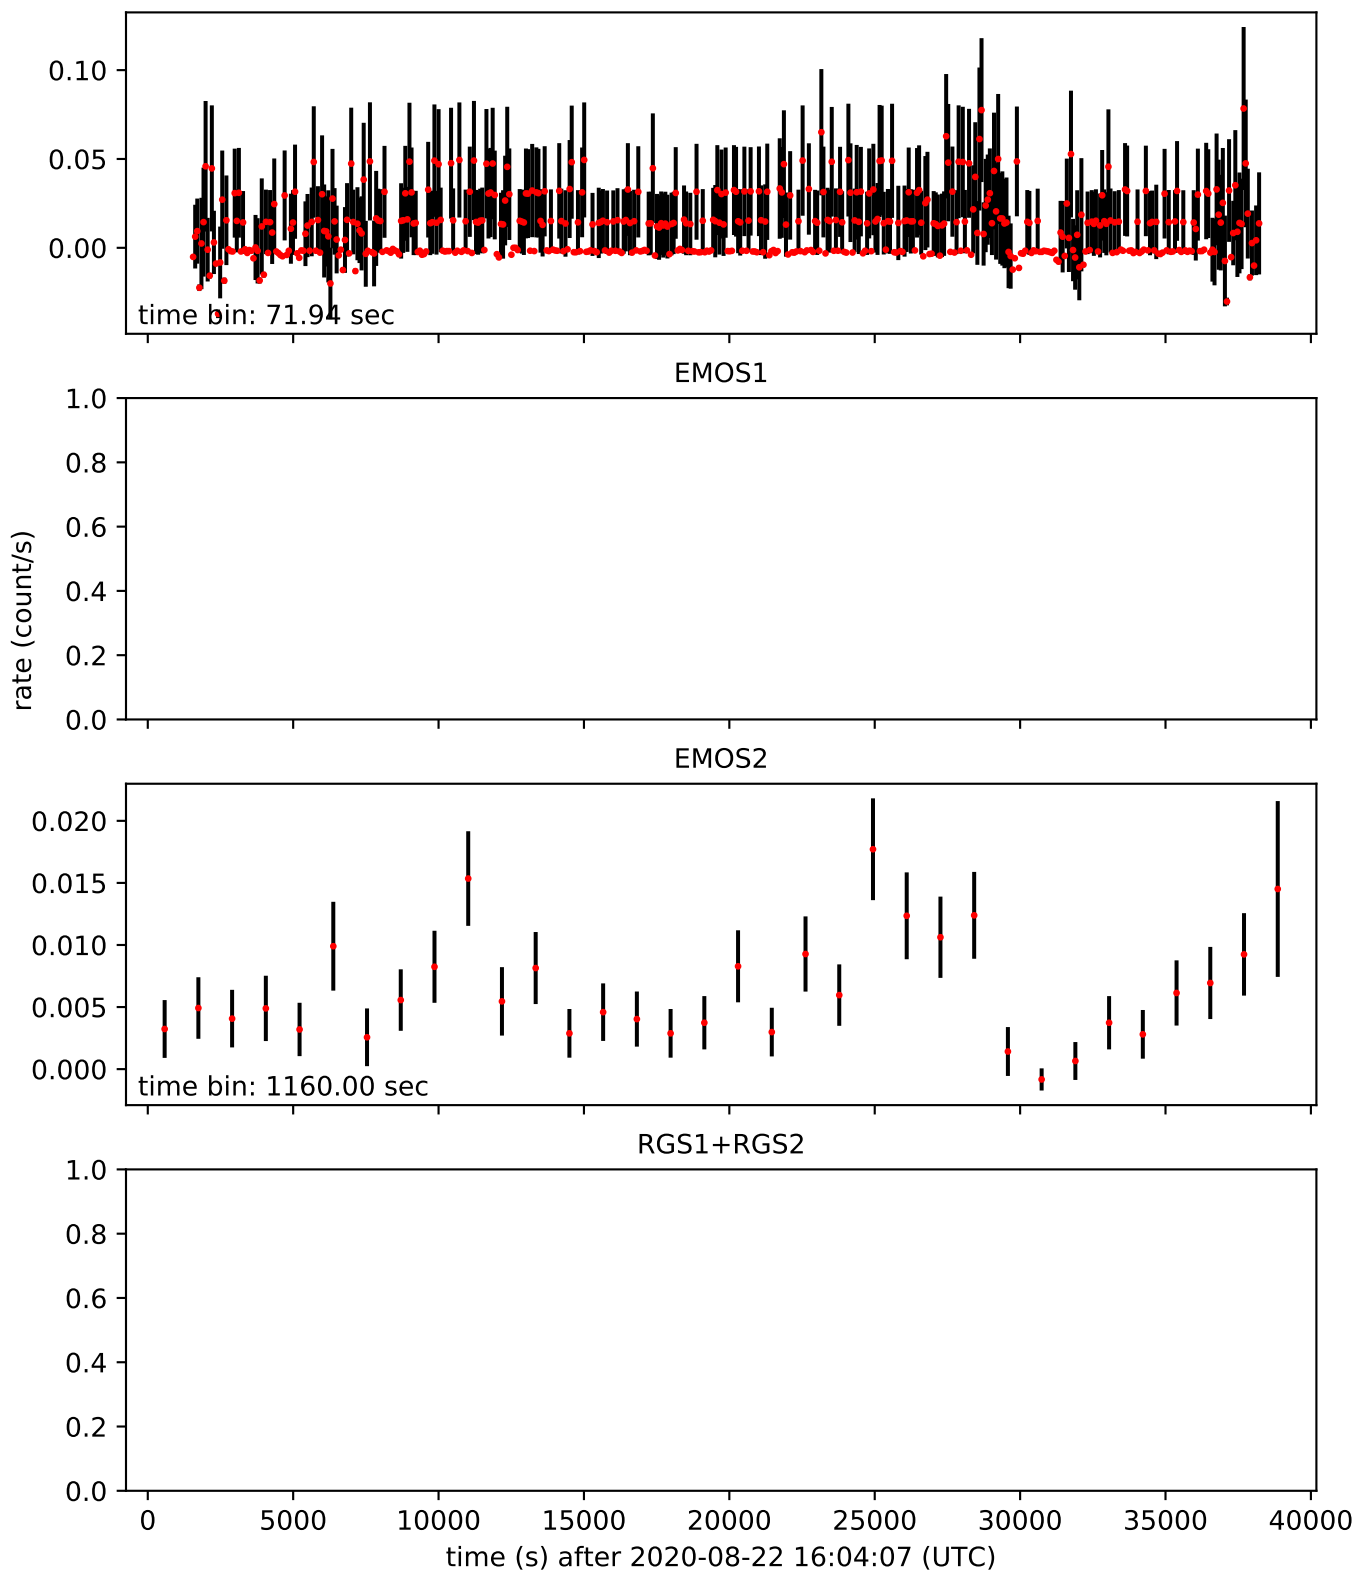 0.10
0.05
0.00
time bin: 71.94 sec
EMOS1
1.0
0.8
0.6
0.4
0.2
0.0
rate (count/s)
EMOS2
0.020
0.015
0.010
0.005
0.000
time bin: 1160.00 sec
RGS1+RGS2
1.0
0.8
0.6
0.4
0.2
0.0
0 5000 10000 15000 20000 25000 30000 35000 40000
time (s) after 2020-08-22 16:04:07 (UTC)